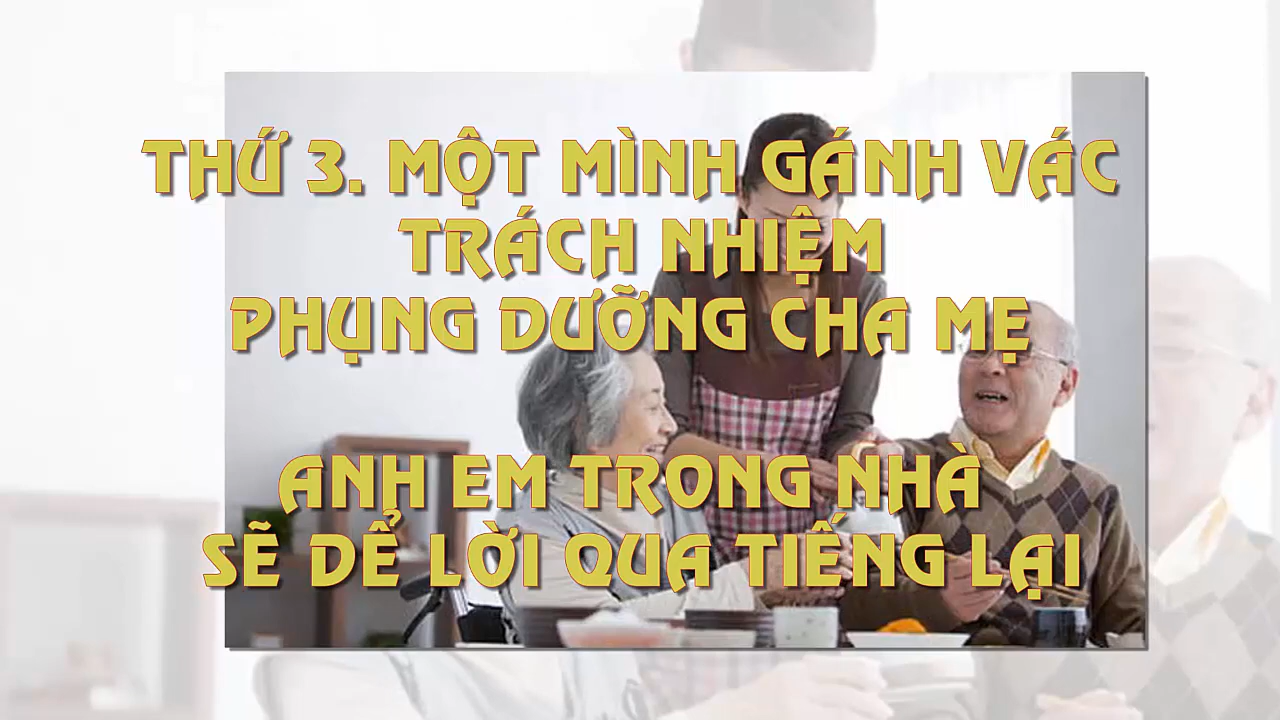 THỨ 3. MỘT MÌNH GÁNH VÁC
TRÁCH NHIỆM
PHỤNG DƯỠNG CHA MẸ
ANH EM TRONG NHÀ
SẼ DỂ LỜI QUA TIẾNG LẠI